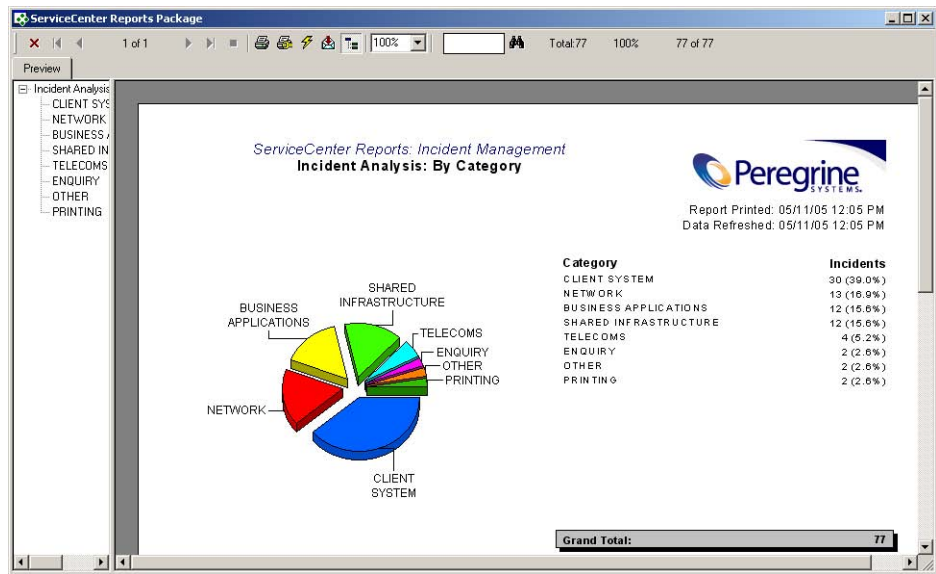 ServiceCenter Reports Package
1 of 1
100%
Total:77 100% 77 of 77
Preview
Incident Analysis
CLIENT SYS
NETWORK
BUSINESS
SHARED IN
TELECOMS
ENQUIRY
OTHER
PRINTING
ServiceCenter Reports: Incident Management
Incident Analysis: By Category
Peregrine
SYSTEMS
Report Printed: 05/11/05 12:05 PM
Data Refreshed: 05/11/05 12:05 PM
SHARED
INFRASTRUCTURE
BUSINESS
APPLICATIONS
TELECOMS
ENQUIRY
OTHER
PRINTING
NETWORK
CLIENT
SYSTEM
Category Incidents
CLIENT SYSTEM 30 (39.0%)
NETWORK 13 (16.9%)
BUSINESS APPLICATIONS 12 (15.6%)
SHARED INFRASTRUCTURE 12 (15.6%)
TELECOMS 4 (5.2%)
ENQUIRY 2 (2.6%)
OTHER 2 (2.6%)
PRINTING 2 (2.6%)
Grand Total: 77